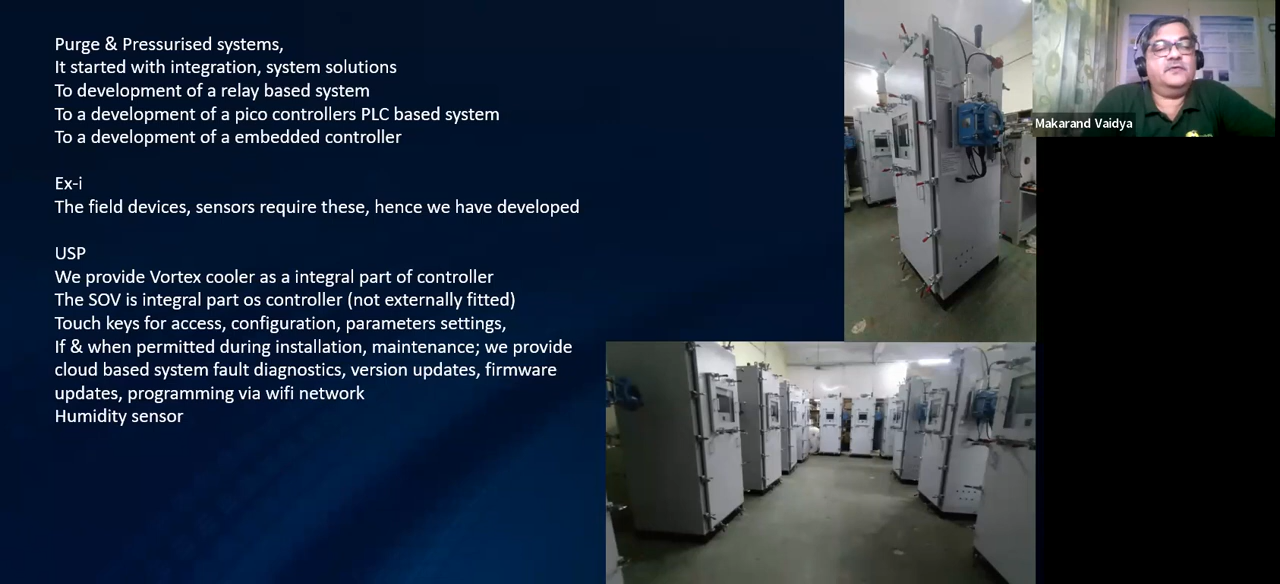 Purge & Pressurised systems,
It started with integration, system solutions
To development of a relay based system
To a development of a pico controllers PLC based system
To a development of a embedded controller
Ex-i
The field devices, sensors require these, hence we have developed
USP
We provide Vortex cooler as a integral part of controller
The SOV is integral part os controller (not externally fitted)
Touch keys for access, configuration, parameters settings,
If & when permitted during installation, maintenance; we provide
cloud based system fault diagnostics, version updates, firmware
updates, programming via wifi network
Humidity sensor
Makarand Vaidya